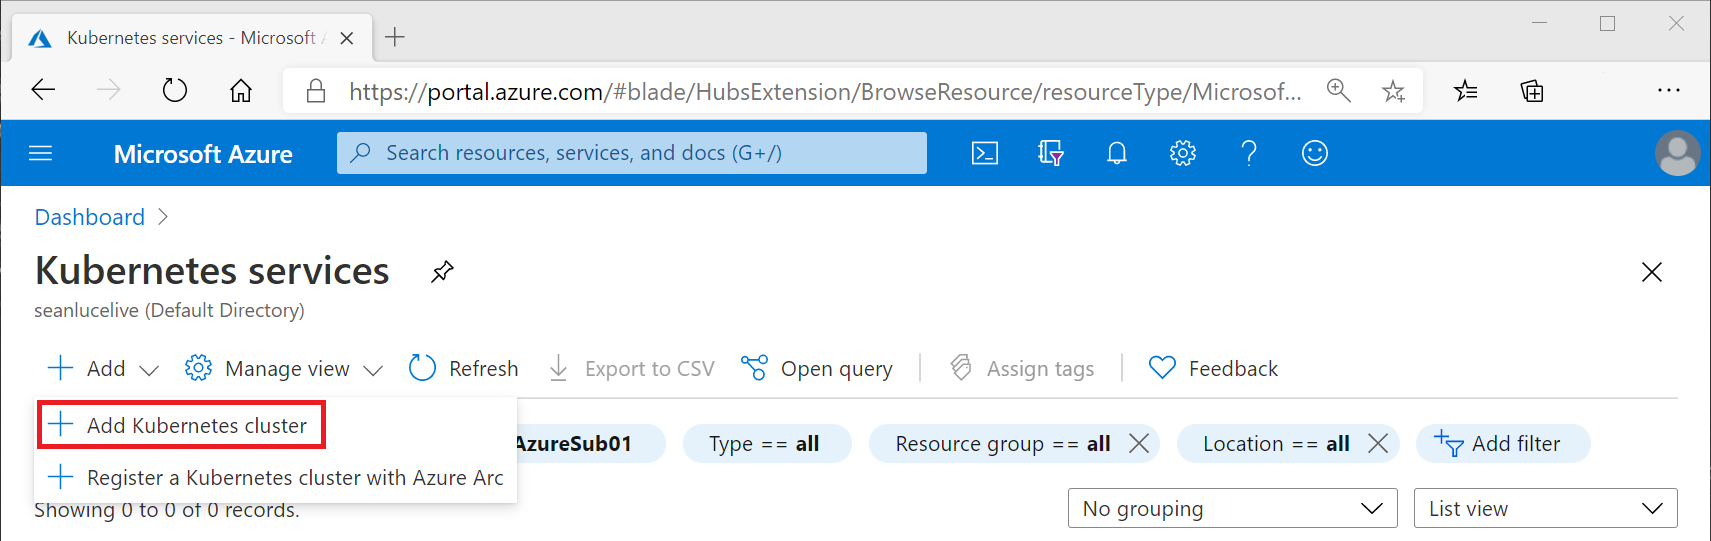 Kubernetes services - Microsoft
https://portal.azure.com/#blade/HubsExtension/BrowseResource/resourceType/Microsof...
Microsoft Azure
Search resources, services, and docs (G+/)
Dashboard
Kubernetes services
seanlucelive (Default Directory)
Add
Manage view
Refresh
Export to CSV
Open query
Assign tags
Feedback
Add Kubernetes cluster
AzureSub01
Type == all
Resource group == all
Location == all
Add filter
Register a Kubernetes cluster with Azure Arc
Showing 0 to 0 of 0 records.
No grouping
List view